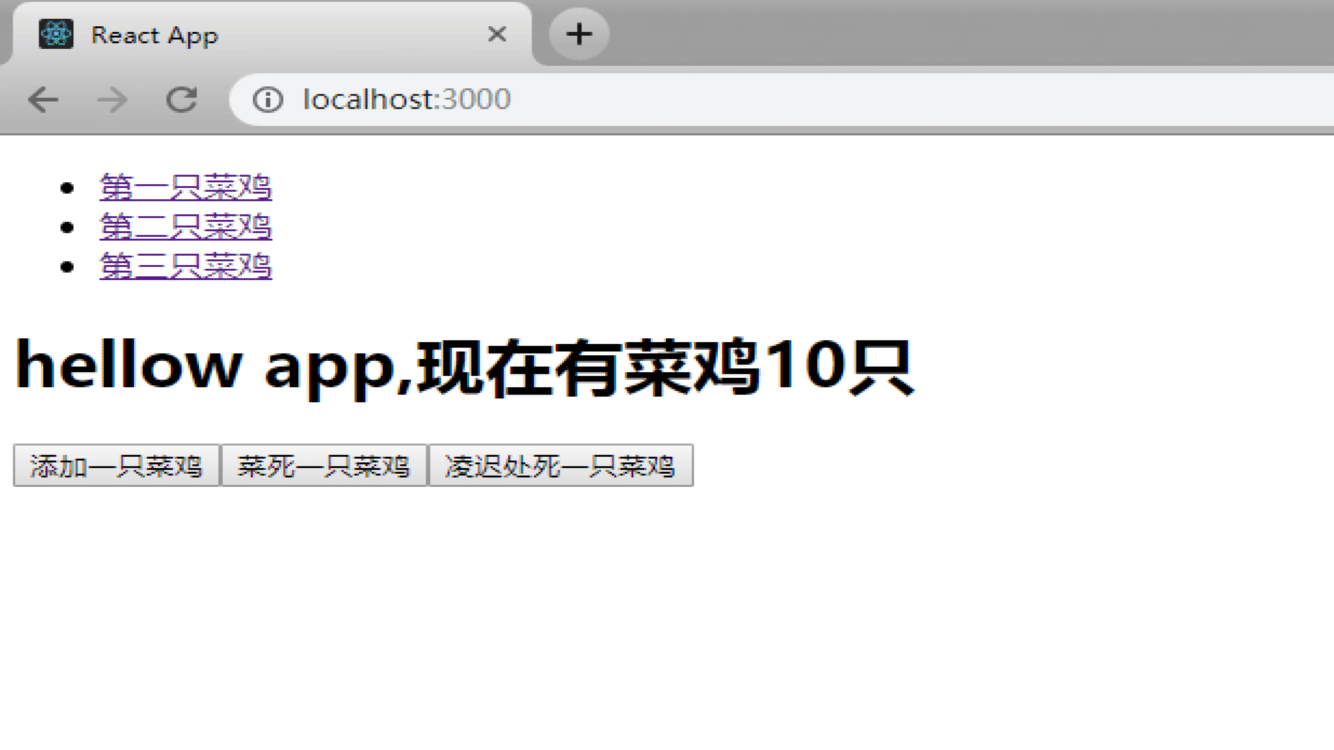 React App
localhost:3000
第一只菜鸡
第二只菜鸡
第三只菜鸡
hellow app,现在有菜鸡10只
添加一只菜鸡 菜死一只菜鸡 凌迟处死一只菜鸡